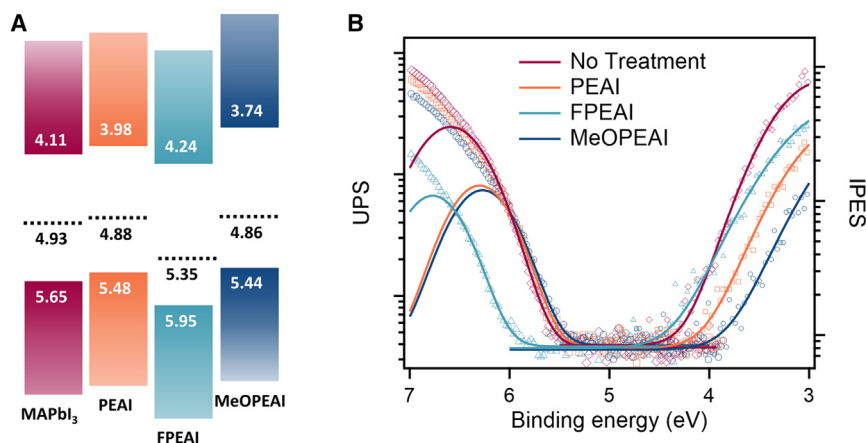 A
4.11
3.98
4.24
3.74
4.93
4.88
5.35
4.86
5.65
5.48
5.95
5.44
MAPbI₃
PEAI
FPEAI
MeOPEAI
B
No Treatment
PEAI
FPEAI
MeOPEAI
UPS
IPES
7
6
5
4
3
Binding energy (eV)